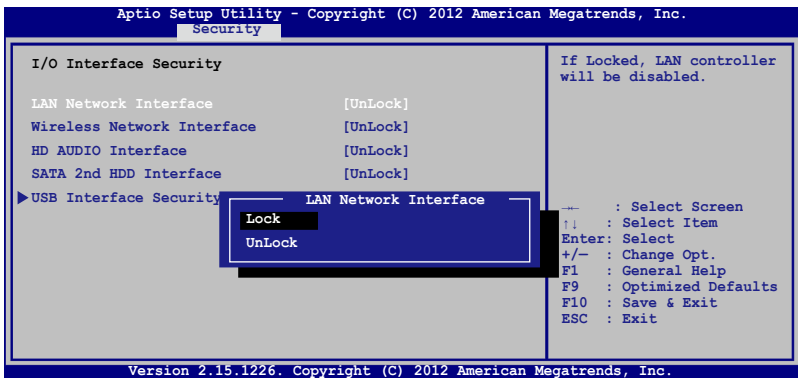 Aptio Setup Utility - Copyright (C) 2012 American Megatrends, Inc.
Security
I/O Interface Security
LAN Network Interface [UnLock]
Wireless Network Interface [UnLock]
HD AUDIO Interface [UnLock]
SATA 2nd HDD Interface [UnLock]
USB Interface Security
LAN Network Interface
Lock
UnLock
If Locked, LAN controller
will be disabled.
→← : Select Screen
↑↓ : Select Item
Enter: Select
+/— : Change Opt.
F1 : General Help
F9 : Optimized Defaults
F10 : Save & Exit
ESC : Exit
Version 2.15.1226. Copyright (C) 2012 American Megatrends, Inc.